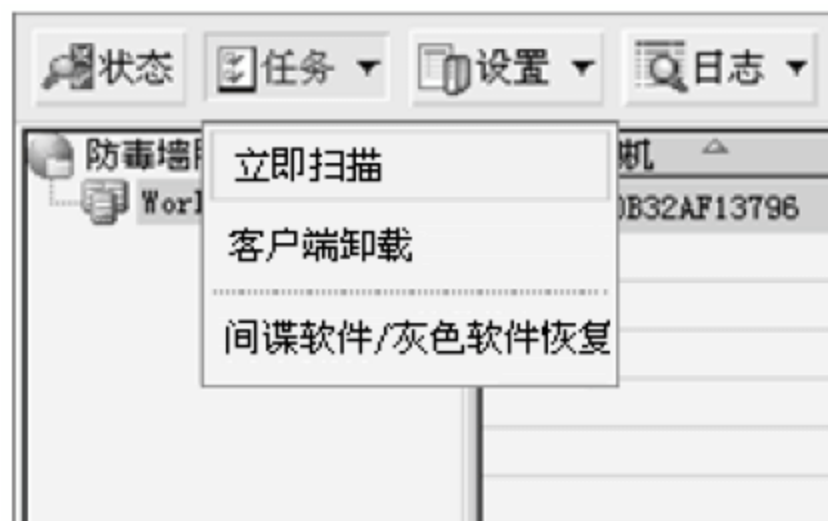 状态 任务 设置 日志
防毒墙
立即扫描
机
Worl
0B32AF13796
客户端卸载
间谍软件/灰色软件恢复